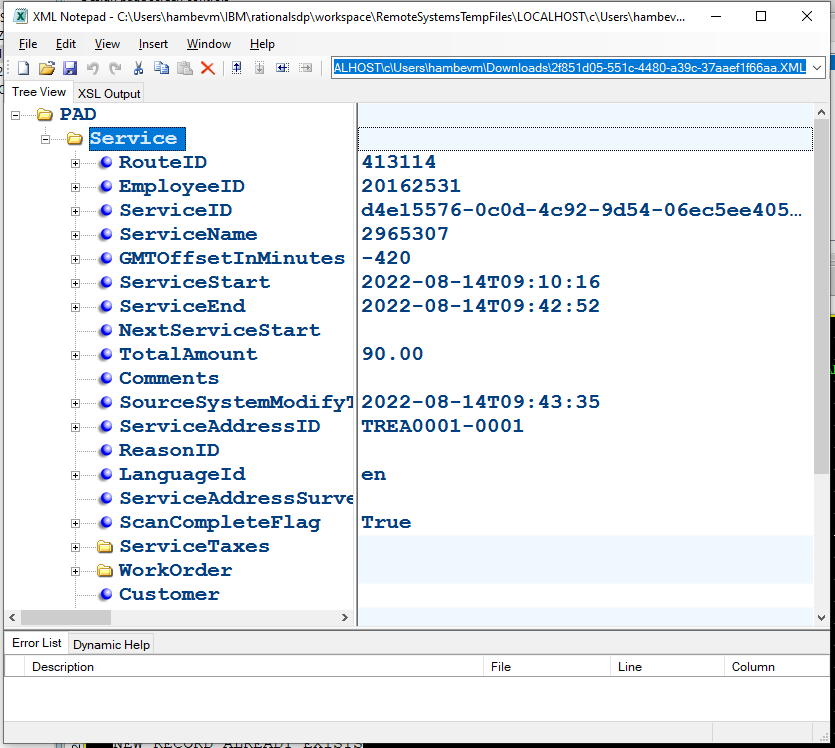 XML Notepad - C:\Users\hambevm\IBM\rationalsdp\workspace\RemoteSystemsTempFiles\LOCALHOST\c\Users\hambev...
File Edit View Insert Window Help
ALHOST\c\Users\hambevm\Downloads\2f851d05-551c-4480-a39c-37aaef1f66aa.XML
Tree View XSL Output
PAD
Service
RouteID 413114
EmployeeID 20162531
ServiceID d4e15576-0c0d-4c92-9d54-06ec5ee405...
ServiceName 2965307
GMTOffsetInMinutes -420
ServiceStart 2022-08-14T09:10:16
ServiceEnd 2022-08-14T09:42:52
NextServiceStart
TotalAmount 90.00
Comments
SourceSystemModifyT 2022-08-14T09:43:35
ServiceAddressID TREA0001-0001
ReasonID
LanguageId en
ServiceAddressSurve
ScanCompleteFlag True
ServiceTaxes
WorkOrder
Customer
Error List Dynamic Help
Description File Line Column
NEW RECORD ALREADY EXISTS